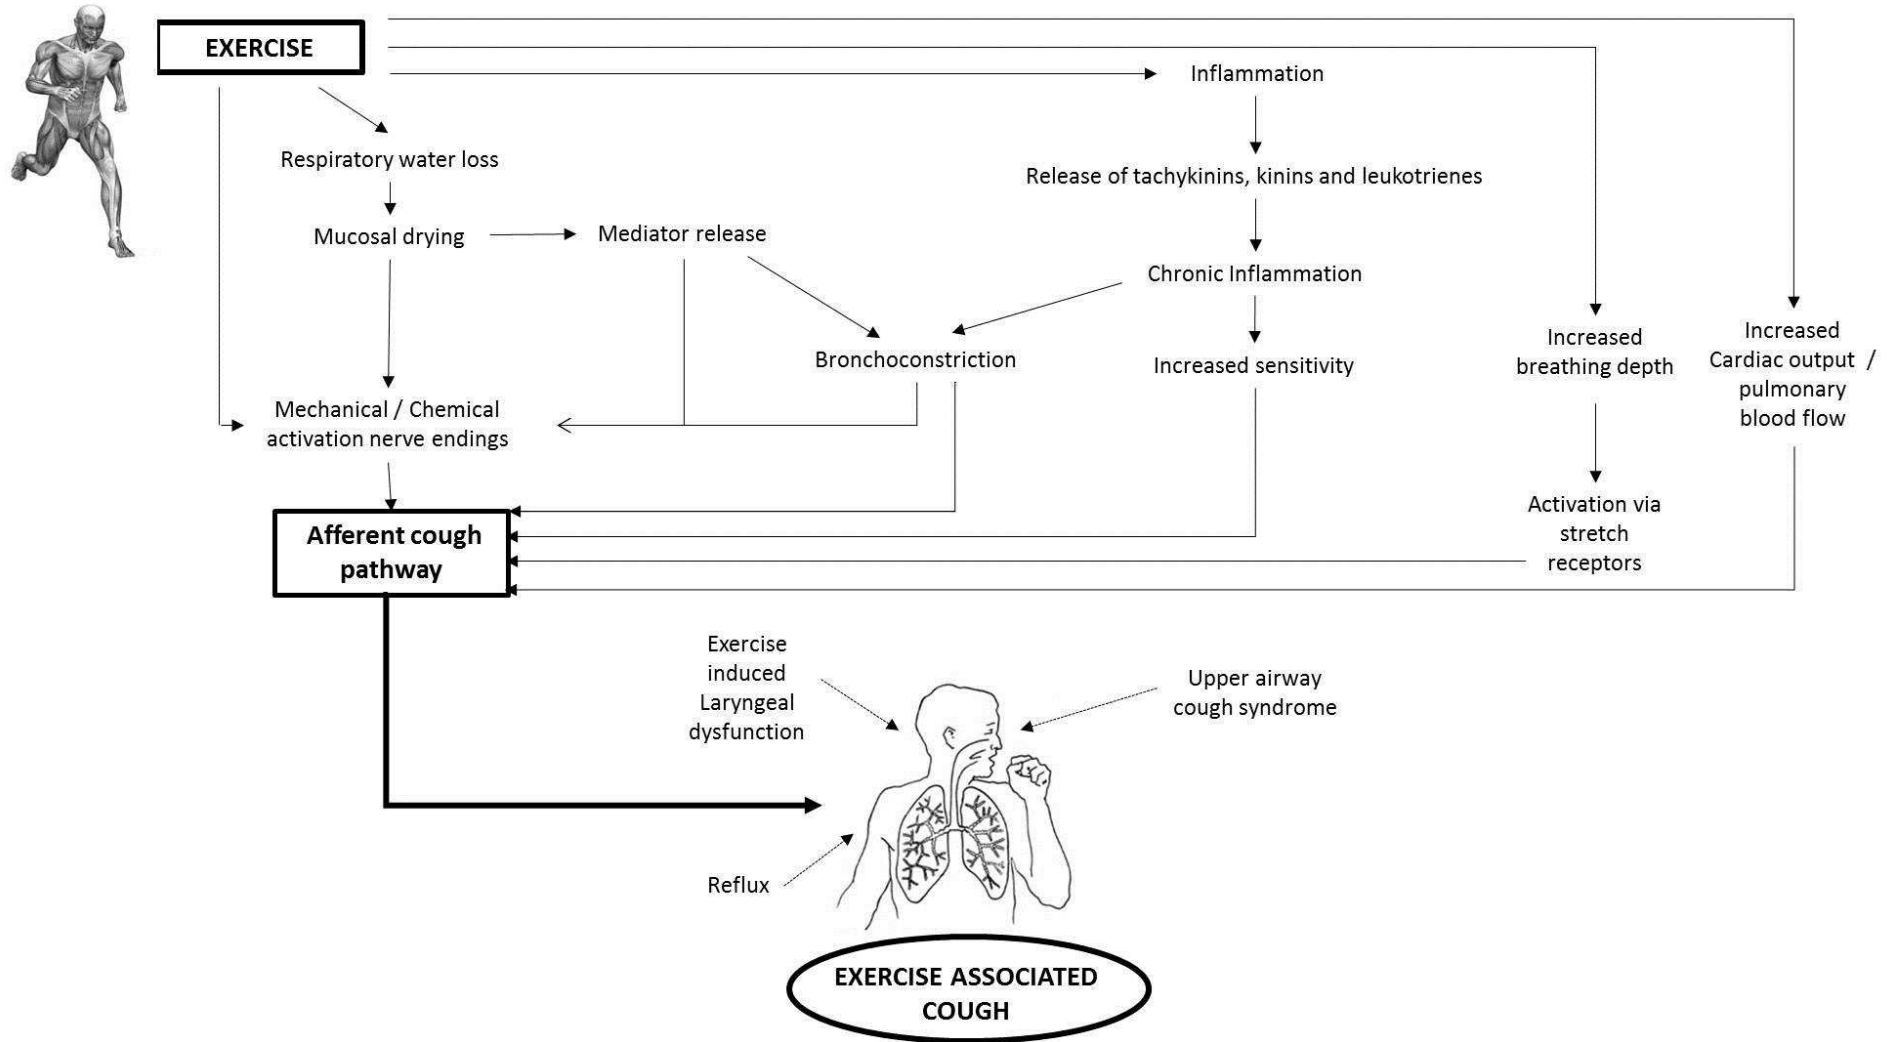 EXERCISE
Inflammation
Respiratory water loss
Release of tachykinins, kinins and leukotrienes
Mucosal drying
Mediator release
Chronic Inflammation
Bronchoconstriction
Increased sensitivity
Increased
breathing depth
Increased
Cardiac output /
pulmonary
blood flow
Mechanical / Chemical
activation nerve endings
Activation via
stretch
receptors
Afferent cough
pathway
Exercise
induced
Laryngeal
dysfunction
Upper airway
cough syndrome
Reflux
EXERCISE ASSOCIATED
COUGH